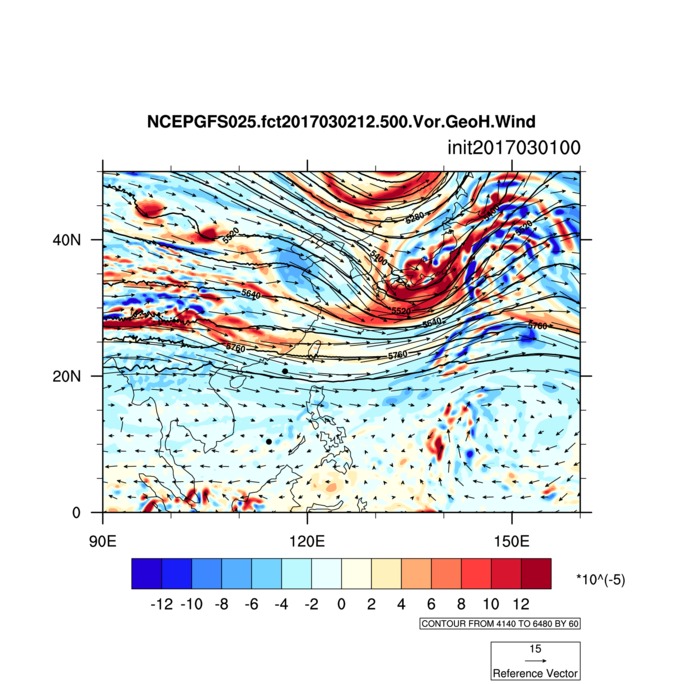 NCEPGFS025.fct2017030212.500.Vor.GeoH.Wind
init2017030100
5280
5520
5400
40N
5640
5520
5640
5760
5760
5760
20N
0
90E 120E 150E
-12 -10 -8 -6 -4 -2 0 2 4 6 8 10 12
*10^(-5)
CONTOUR FROM 4140 TO 6480 BY 60
15
Reference Vector